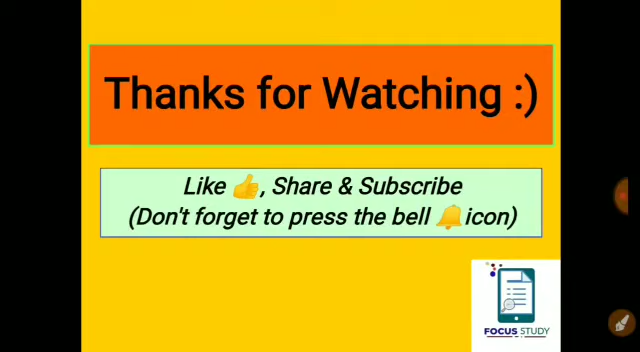 Thanks for Watching :)
Like 👍, Share & Subscribe
(Don't forget to press the bell 🔔 icon)
FOCUS STUDY